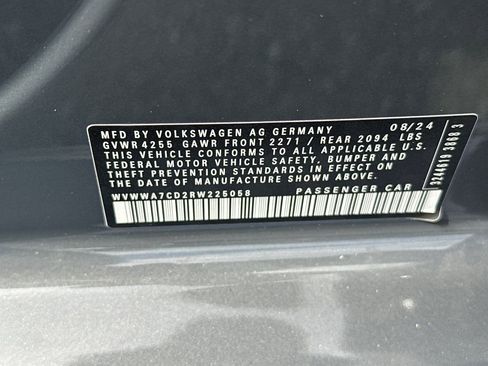 MFD BY VOLKSWAGEN AG GERMANY 08/24
GVWR 4255 GAWR FRONT 2271 / REAR 2094 LBS
THIS VEHICLE CONFORMS TO ALL APPLICABLE U.S.
FEDERAL MOTOR VEHICLE SAFETY, BUMPER AND
THEFT PREVENTION STANDARDS IN EFFECT ON THE
DATE OF MANUFACTURE SHOWN ABOVE.
WVWWA7CD2RW225058 PASSENGER CAR